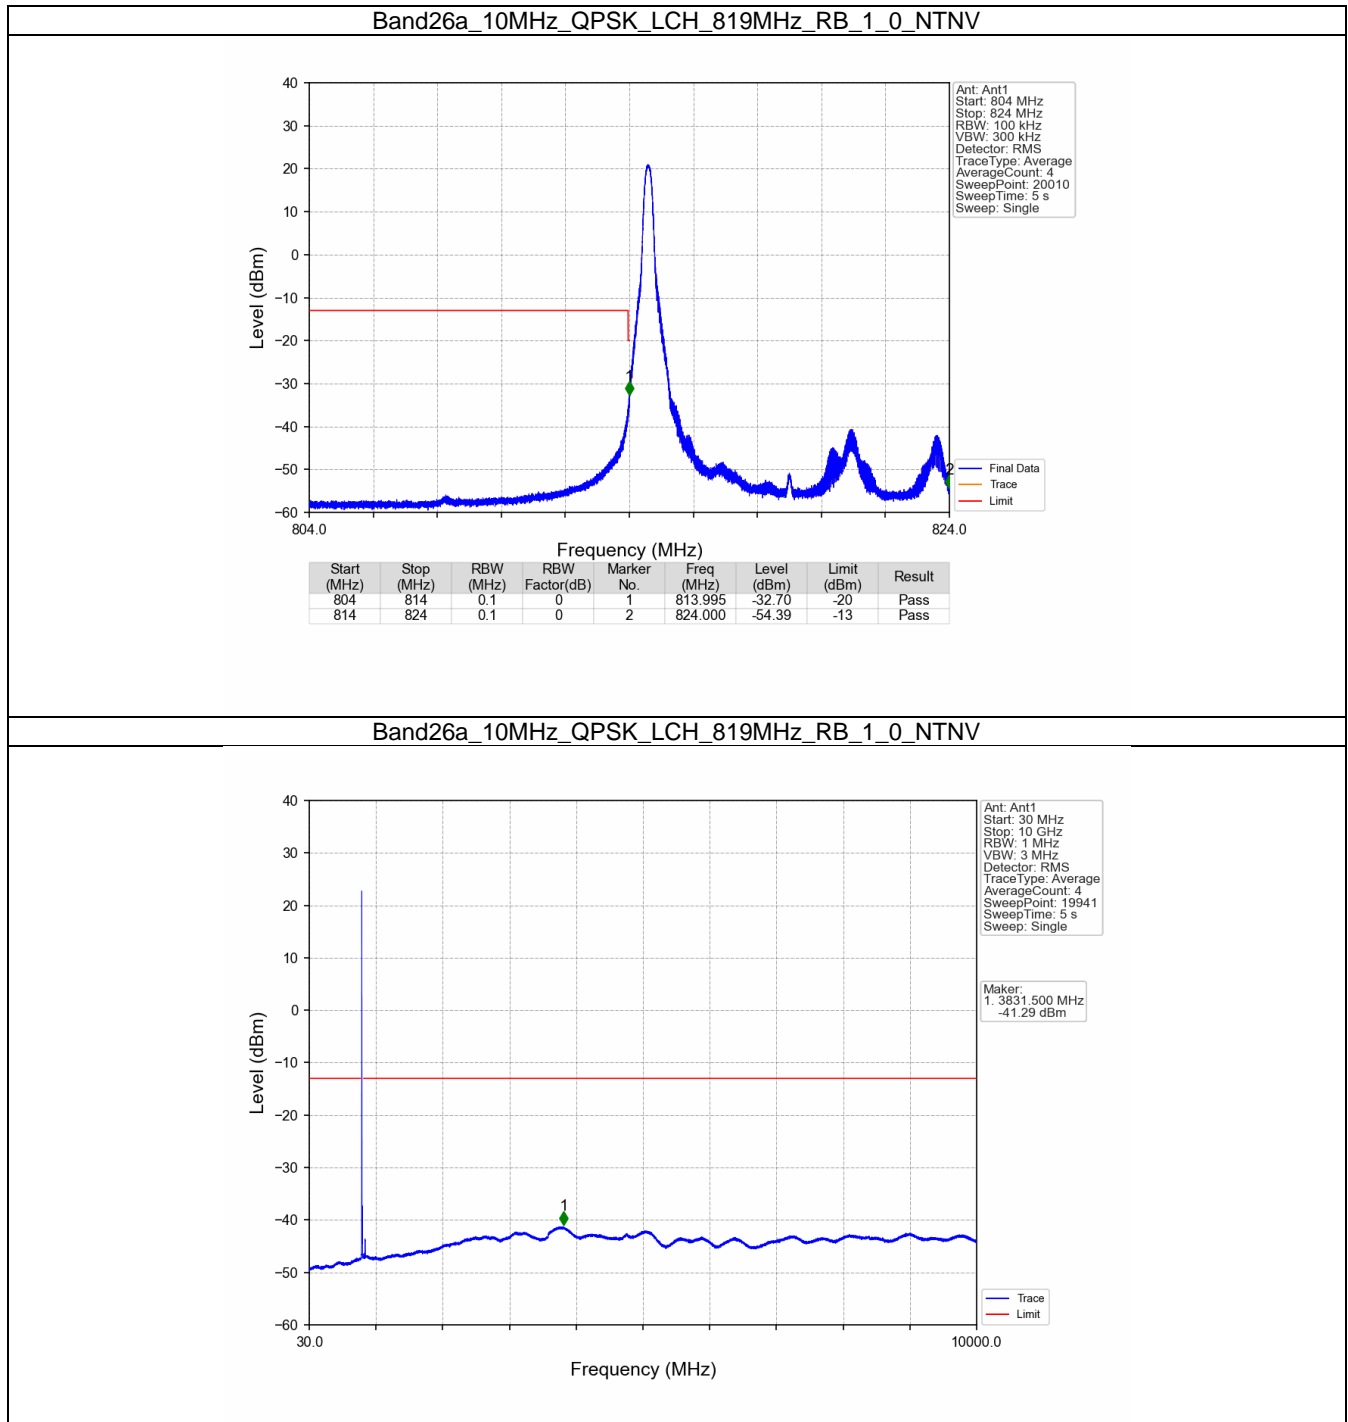 Band26a_10MHz_QPSK_LCH_819MHz_RB_1_0_NTNV
40
30
20
10
0
−10
−20
−30
−40
−50
−60
Level (dBm)
804.0
824.0
Frequency (MHz)
1
2
Ant: Ant1
Start: 804 MHz
Stop: 824 MHz
RBW: 100 kHz
VBW: 300 kHz
Detector: RMS
TraceType: Average
AverageCount: 4
SweepPoint: 20010
SweepTime: 5 s
Sweep: Single
Final Data
Trace
Limit
Start (MHz) Stop (MHz) RBW (MHz) RBW Factor(dB) Marker No. Freq (MHz) Level (dBm) Limit (dBm) Result
804 814 0.1 0 1 813.995 -32.70 -20 Pass
814 824 0.1 0 2 824.000 -54.39 -13 Pass
Band26a_10MHz_QPSK_LCH_819MHz_RB_1_0_NTNV
40
30
20
10
0
−10
−20
−30
−40
−50
−60
Level (dBm)
30.0
10000.0
Frequency (MHz)
1
Ant: Ant1
Start: 30 MHz
Stop: 10 GHz
RBW: 1 MHz
VBW: 3 MHz
Detector: RMS
TraceType: Average
AverageCount: 4
SweepPoint: 19941
SweepTime: 5 s
Sweep: Single
Maker:
1. 3831.500 MHz
-41.29 dBm
Trace
Limit